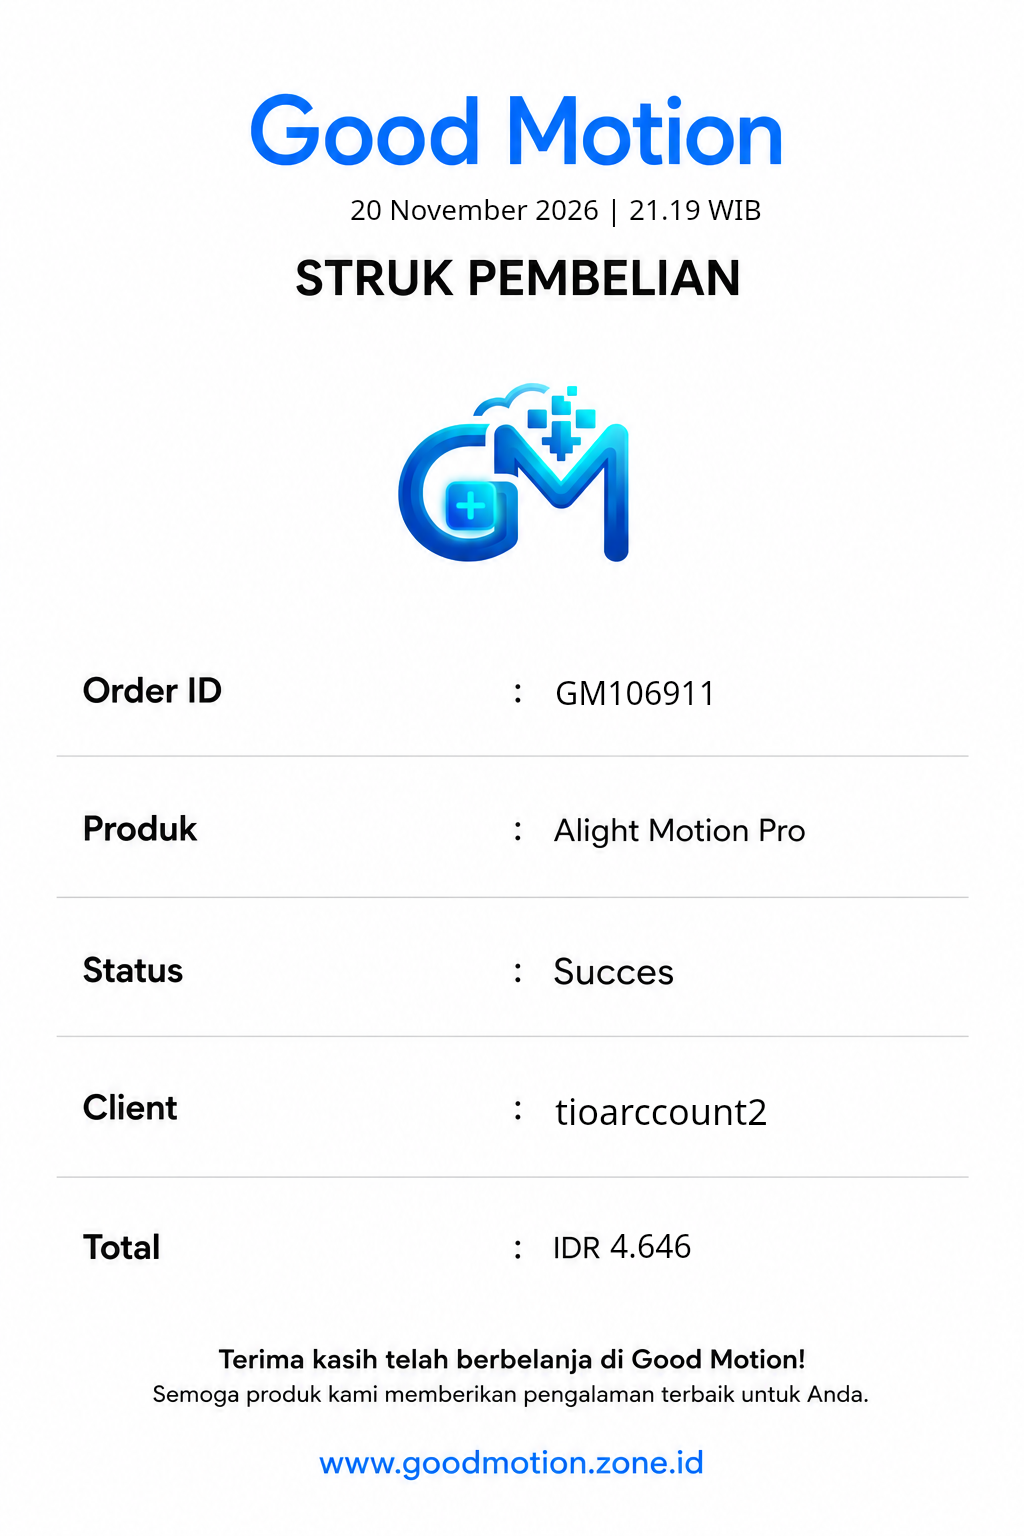 Good Motion
20 November 2026 | 21.19 WIB
STRUK PEMBELIAN
GM
Order ID : GM106911
Produk : Alight Motion Pro
Status : Succes
Client : tioarccount2
Total : IDR 4.646
Terima kasih telah berbelanja di Good Motion!
Semoga produk kami memberikan pengalaman terbaik untuk Anda.
www.goodmotion.zone.id